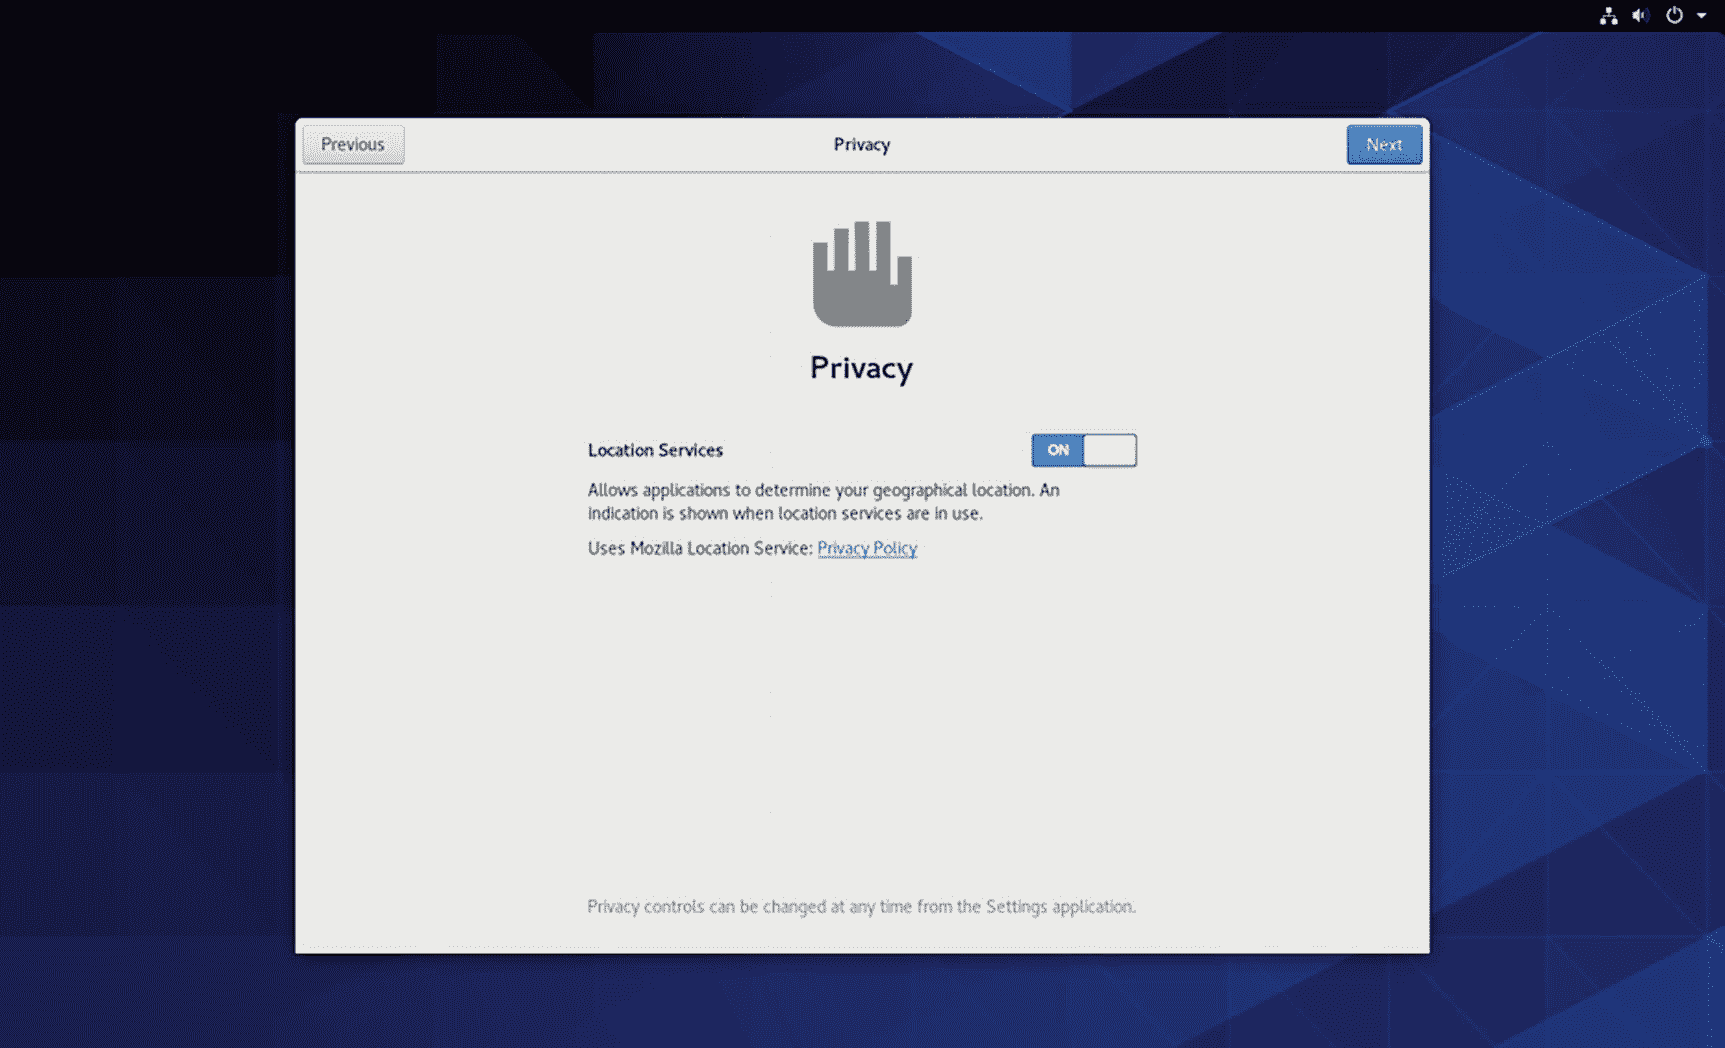 Previous
Privacy
Next
Privacy
Location Services
ON
Allows applications to determine your geographical location. An
indication is shown when location services are in use.
Uses Mozilla Location Service: Privacy Policy
Privacy controls can be changed at any time from the Settings application.